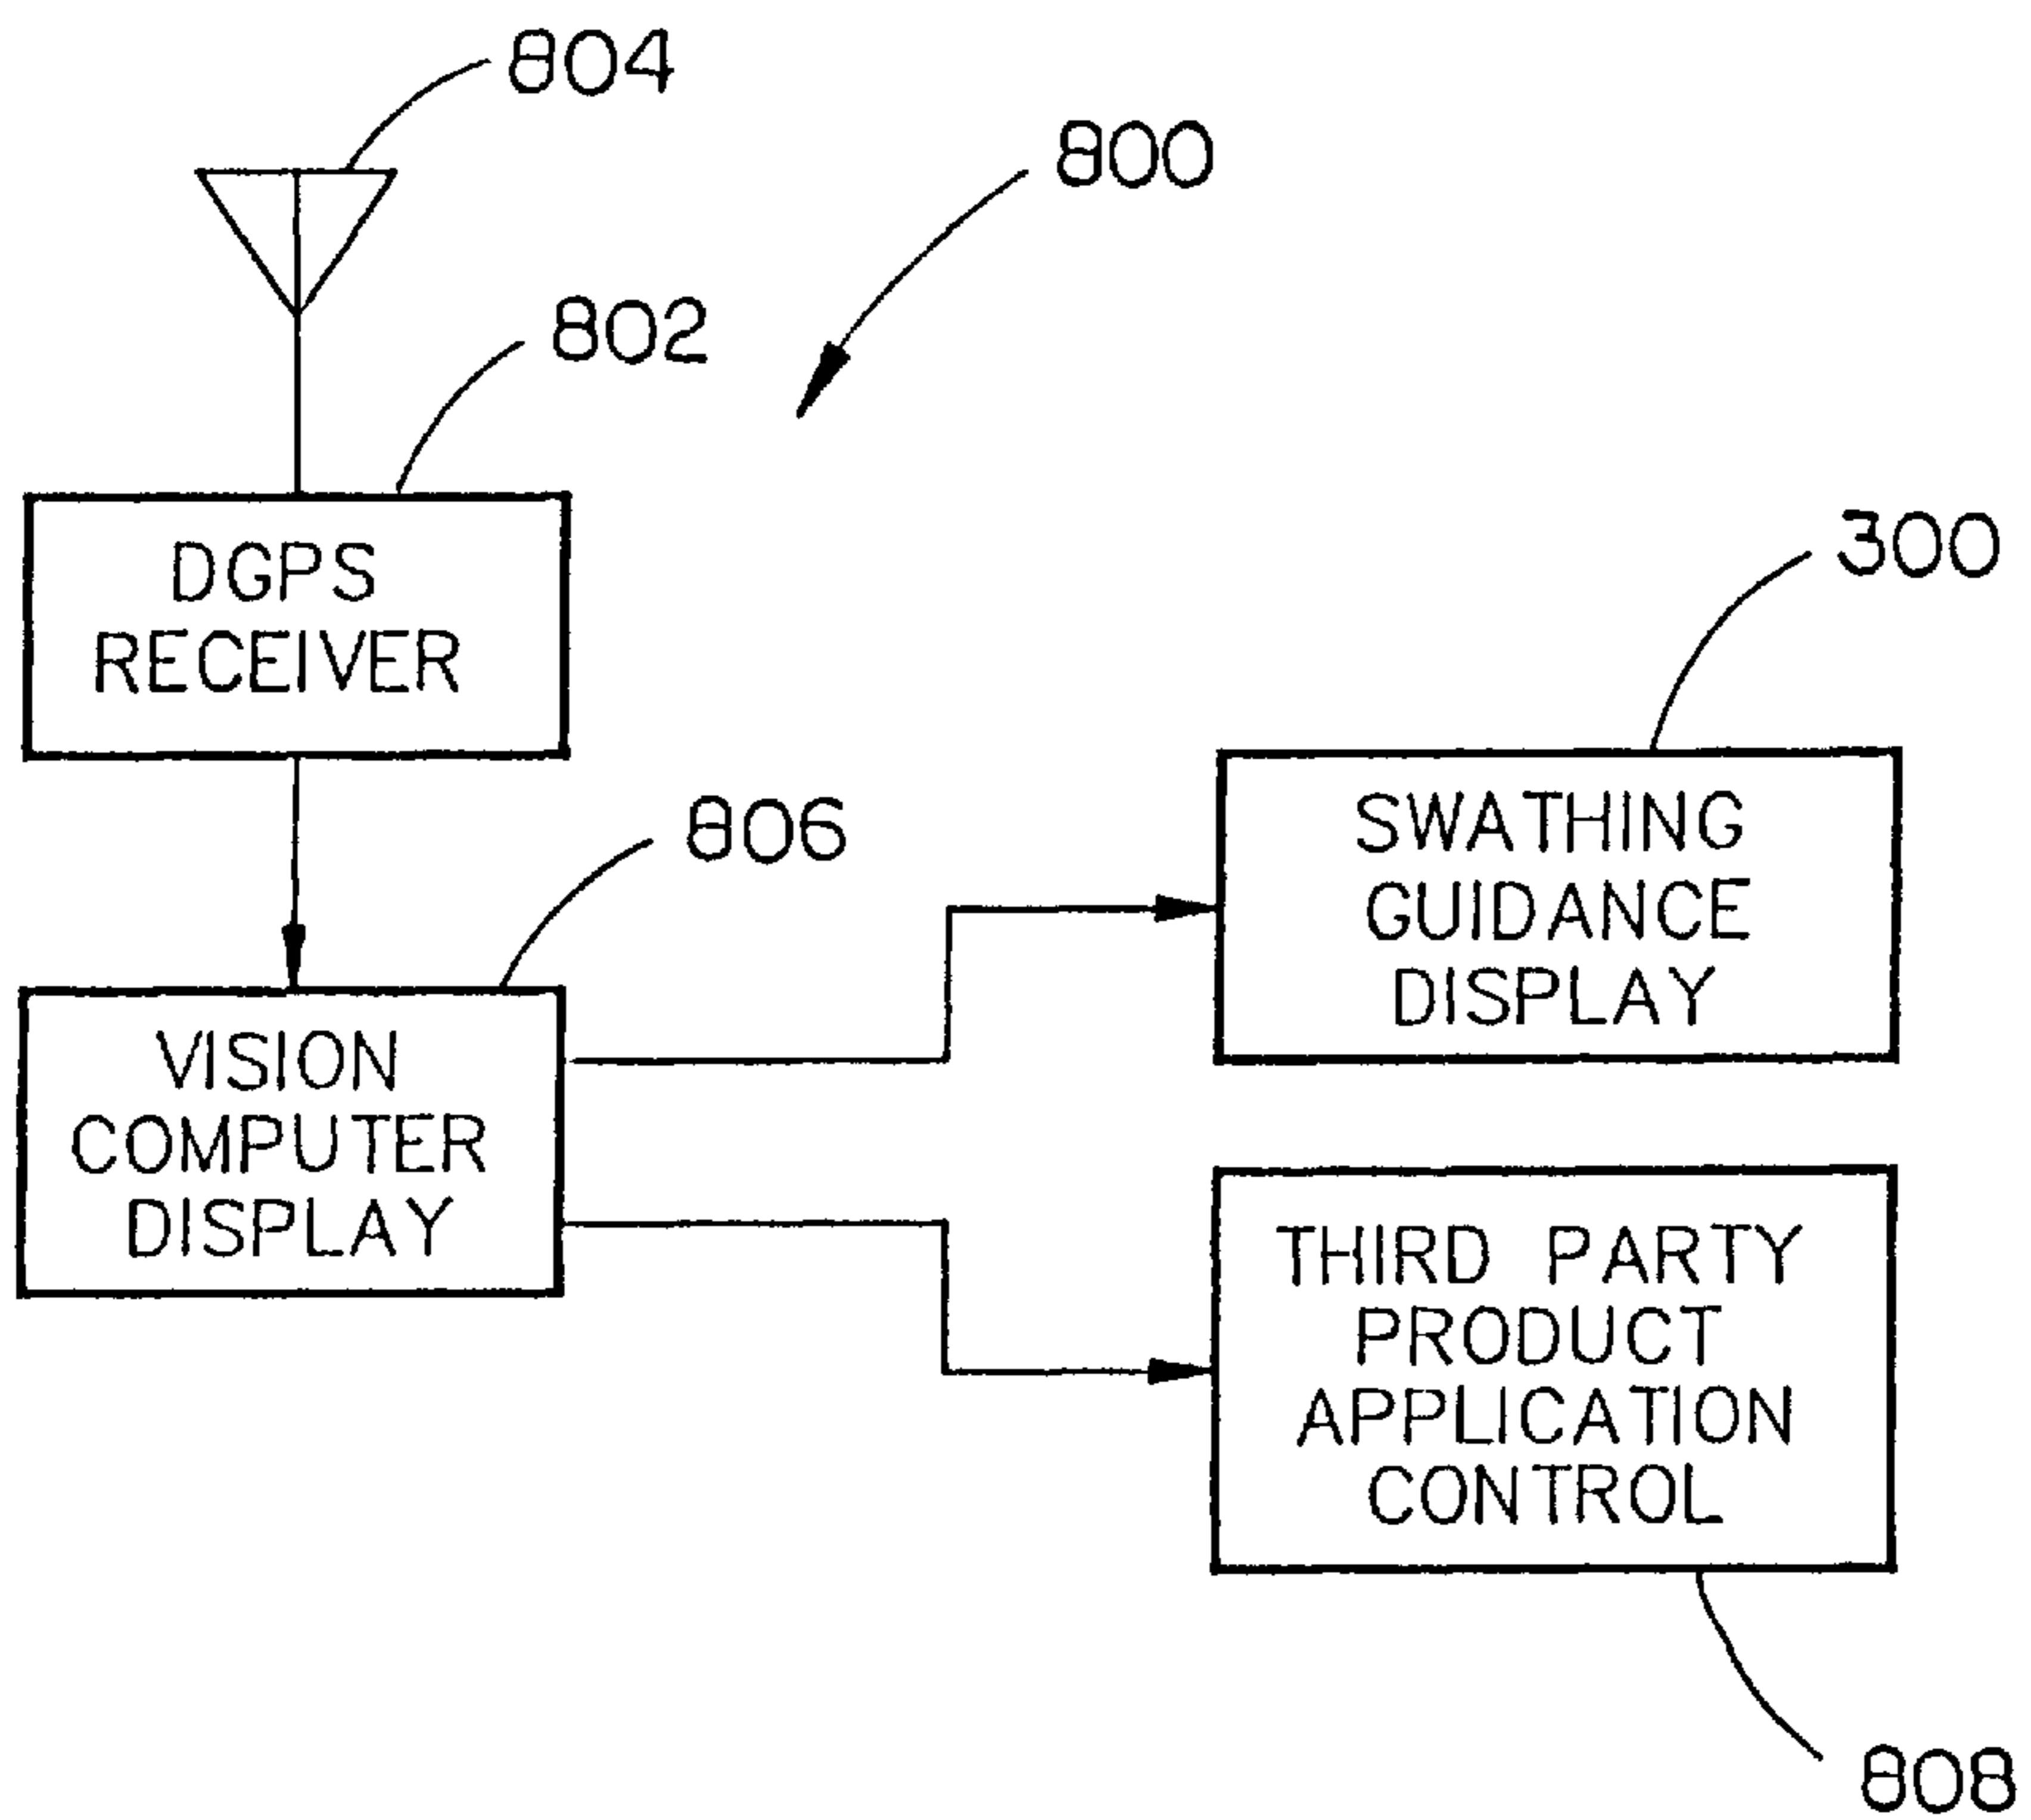 804
800
802
DGPS
RECEIVER
300
806
SWATHING
GUIDANCE
DISPLAY
VISION
COMPUTER
DISPLAY
THIRD PARTY
PRODUCT
APPLICATION
CONTROL
808